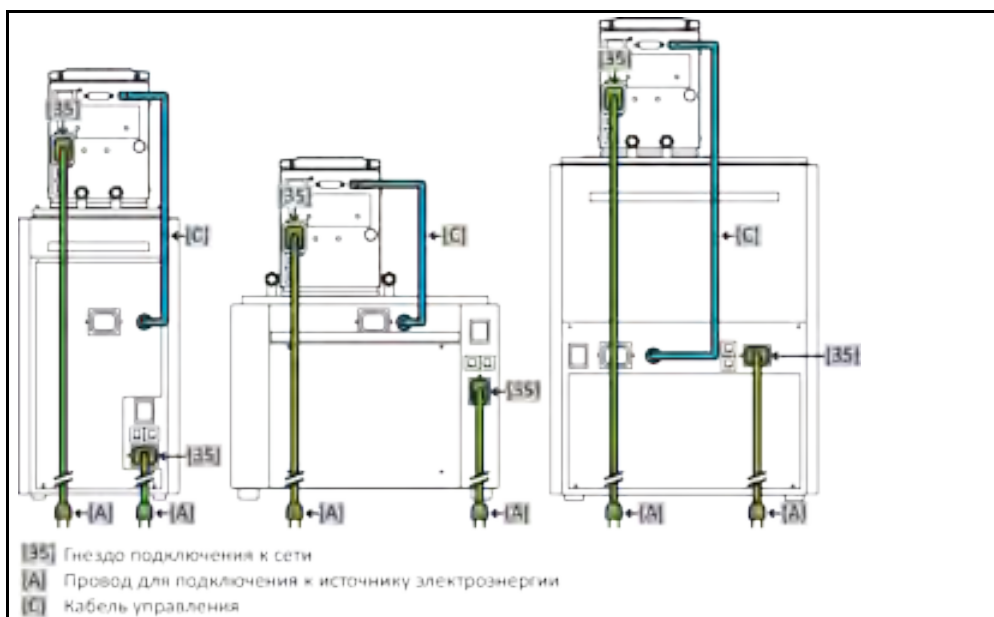 [35]
[35]
[35]
[C]
[C]
[C]
[35]
[35]
[35]
[A]
[A]
[A]
[A]
[A]
[A]
[35] Гнездо подключения к сети
[A] Провод для подключения к источнику электроэнергии
[C] Кабель управления